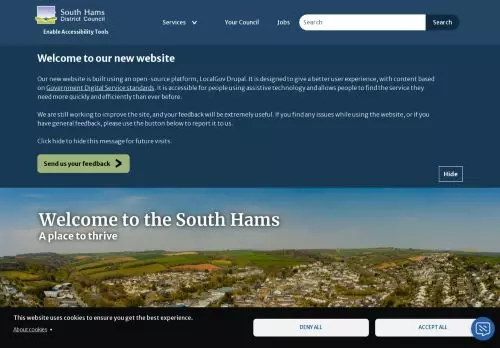 South Hams
District Council
Enable Accessibility Tools
Services
Your Council
Jobs
Search
Search
Welcome to our new website
Our new website is built using an open-source platform, LocalGov Drupal. It is designed to give a better user experience, with content based
on Government Digital Service standards. It is accessible for people using assistive technology and allows people to find the service they
need more quickly and efficiently than ever before.
We are still working to improve the site, and your feedback will be extremely useful. If you find any issues while using the website, or if you
have general feedback, please use the button below to report it to us.
Click hide to hide this message for future visits.
Send us your feedback
Hide
Welcome to the South Hams
A place to thrive
This website uses cookies to ensure you get the best experience.
About cookies
DENY ALL
ACCEPT ALL